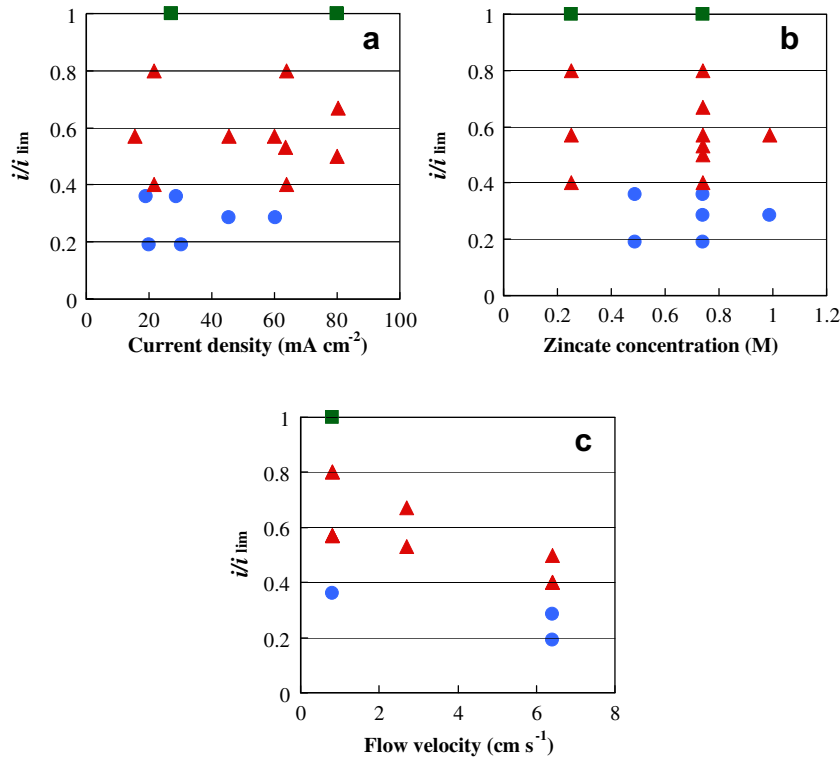 a
1
0.8
0.6
0.4
0.2
0
i/i lim
0 20 40 60 80 100
Current density (mA cm-2)
b
1
0.8
0.6
0.4
0.2
0
i/i lim
0 0.2 0.4 0.6 0.8 1 1.2
Zincate concentration (M)
c
1
0.8
0.6
0.4
0.2
0
i/i lim
0 2 4 6 8
Flow velocity (cm s-1)